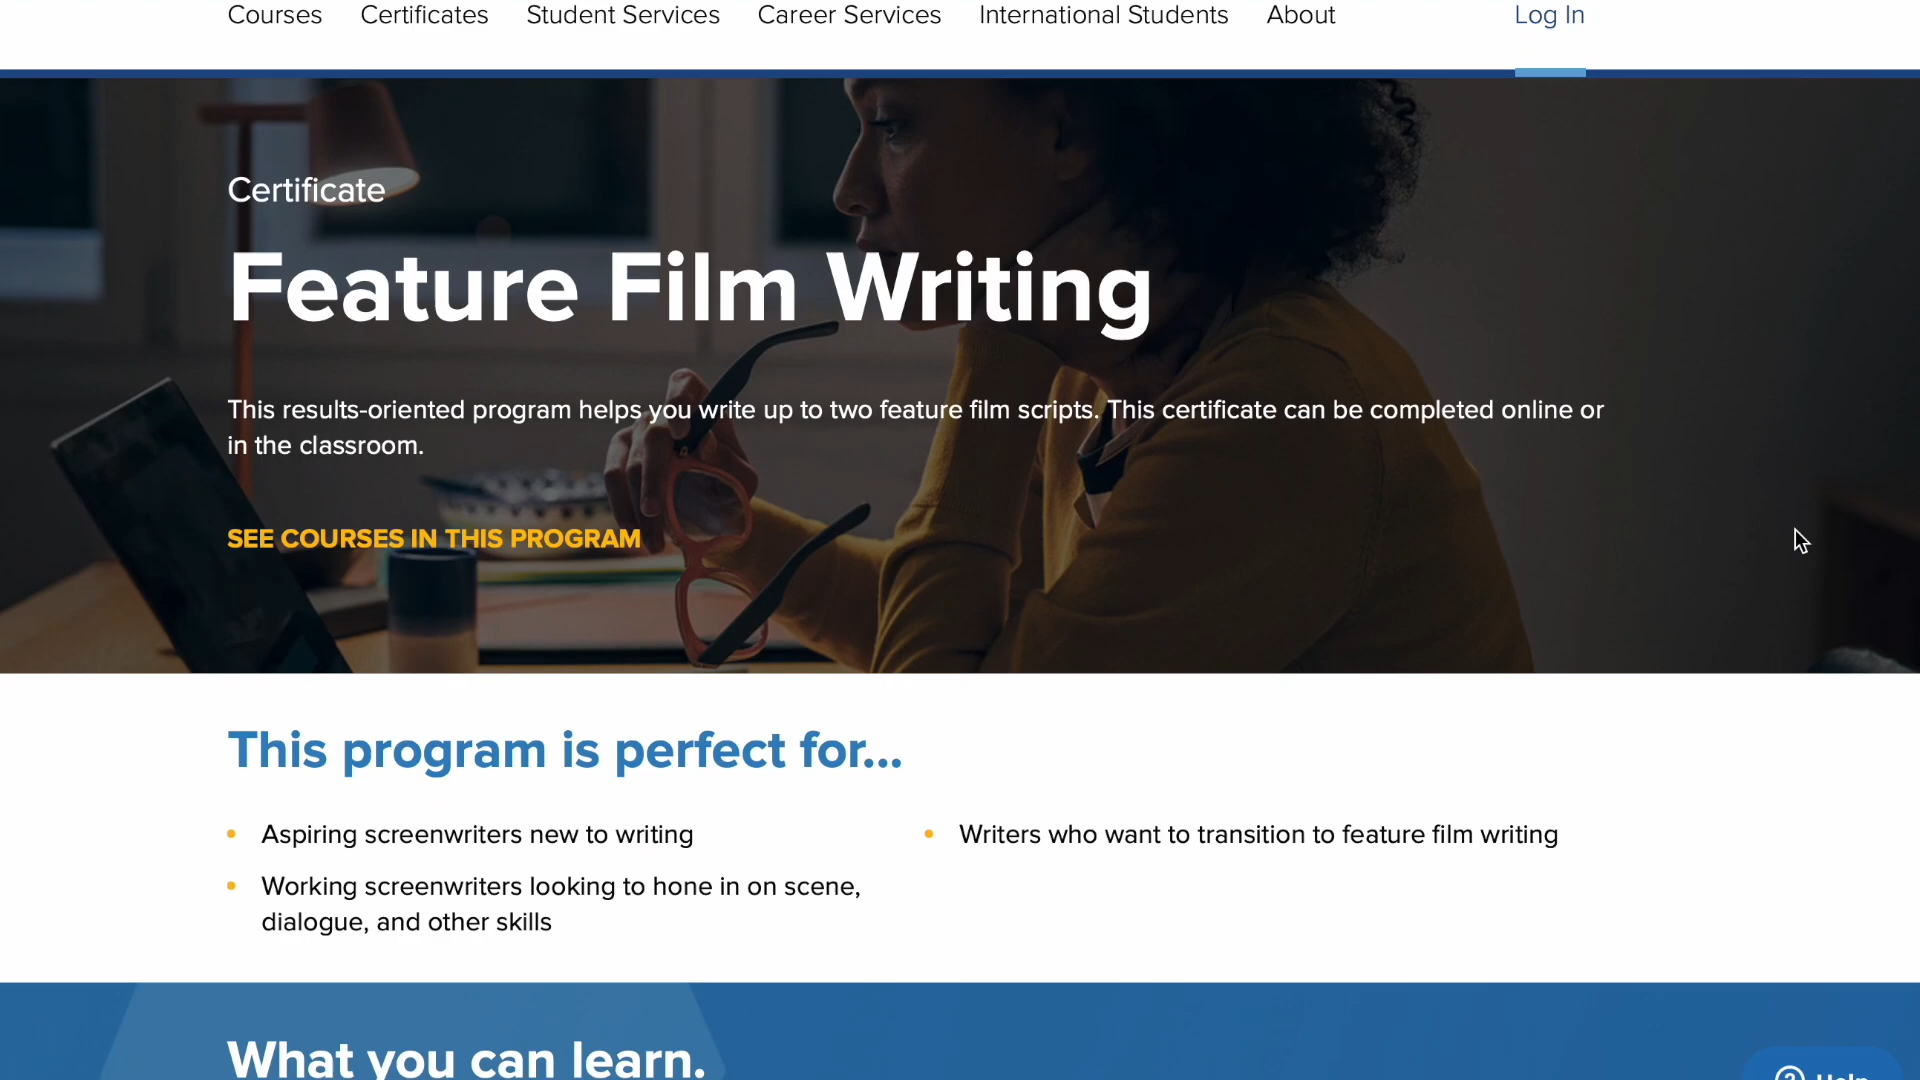 Courses Certificates Student Services Career Services International Students About Log In
Certificate
Feature Film Writing
This results-oriented program helps you write up to two feature film scripts. This certificate can be completed online or
in the classroom.
SEE COURSES IN THIS PROGRAM
This program is perfect for...
Aspiring screenwriters new to writing
Writers who want to transition to feature film writing
Working screenwriters looking to hone in on scene,
dialogue, and other skills
What you can learn.
Help